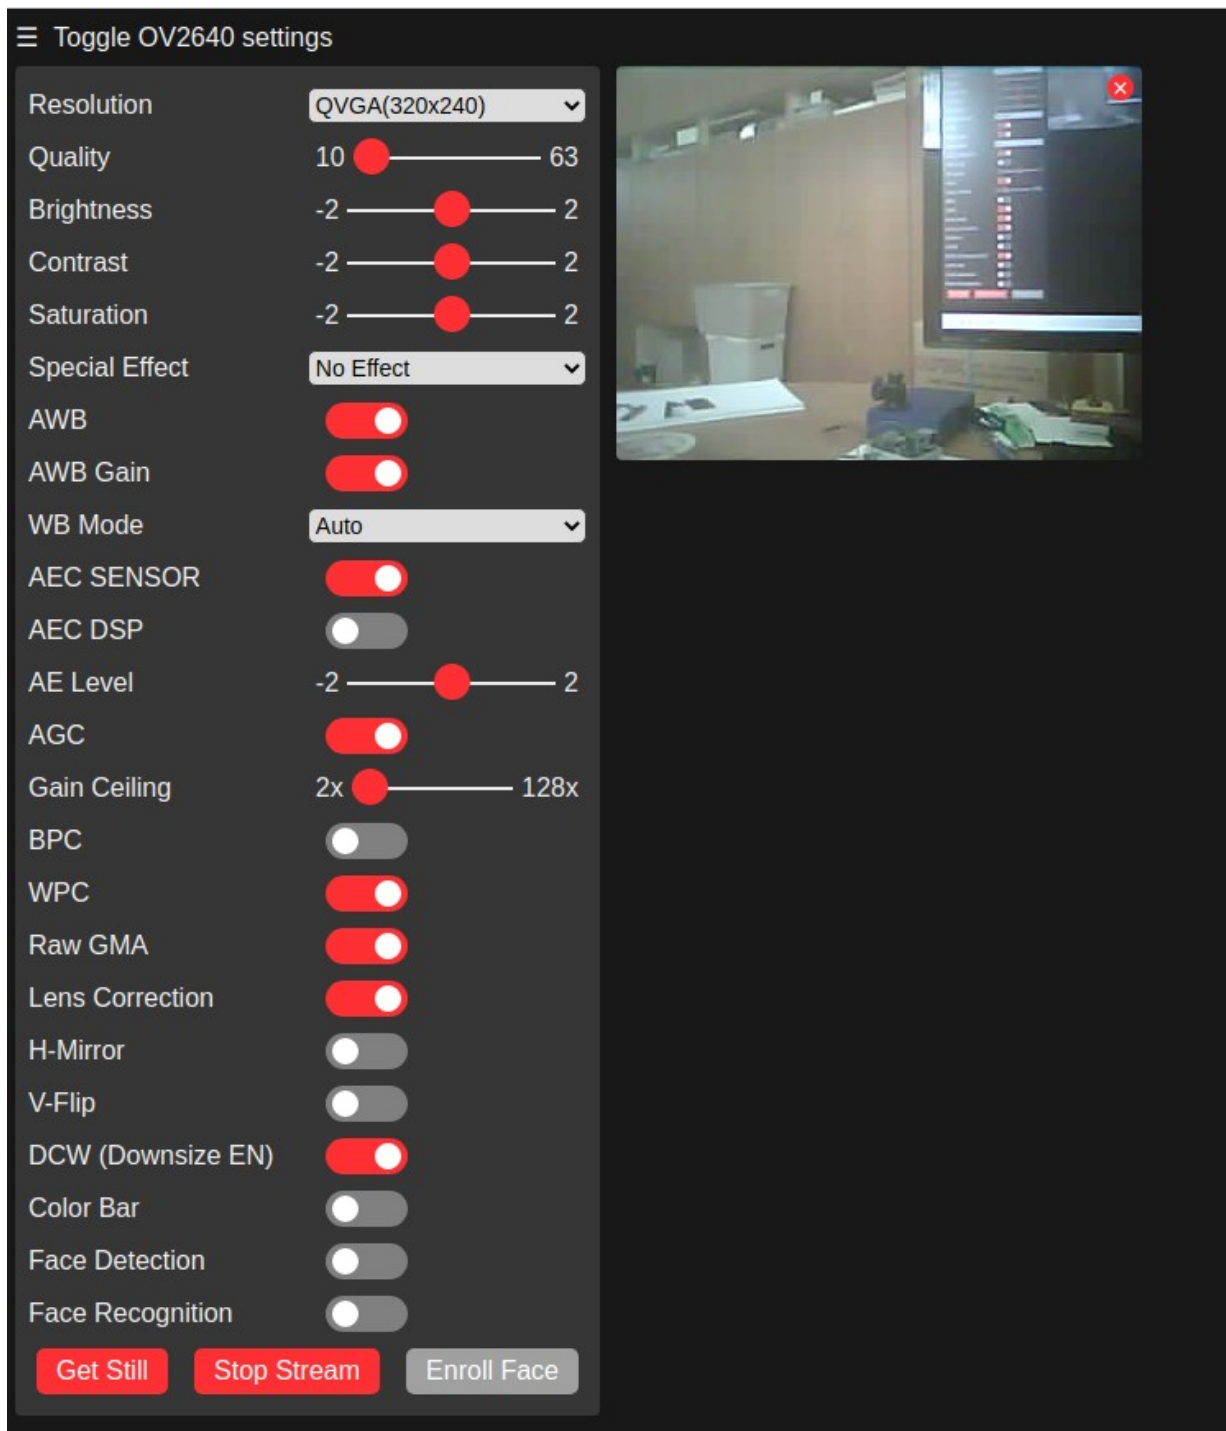 ☰ Toggle OV2640 settings
Resolution QVGA(320x240)
Quality 10 63
Brightness -2 2
Contrast -2 2
Saturation -2 2
Special Effect No Effect
AWB
AWB Gain
WB Mode Auto
AEC SENSOR
AEC DSP
AE Level -2 2
AGC
Gain Ceiling 2x 128x
BPC
WPC
Raw GMA
Lens Correction
H-Mirror
V-Flip
DCW (Downsize EN)
Color Bar
Face Detection
Face Recognition
Get Still Stop Stream Enroll Face